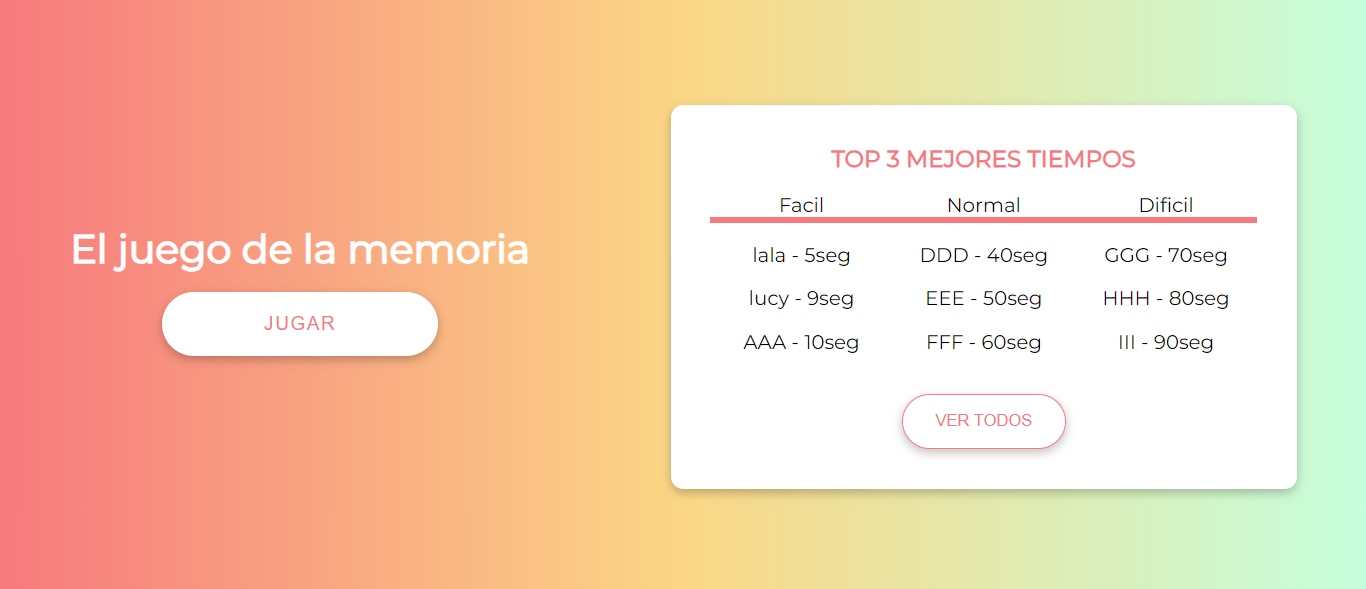 El juego de la memoria
JUGAR
TOP 3 MEJORES TIEMPOS
Facil Normal Dificil
lala - 5seg DDD - 40seg GGG - 70seg
lucy - 9seg EEE - 50seg HHH - 80seg
AAA - 10seg FFF - 60seg III - 90seg
VER TODOS